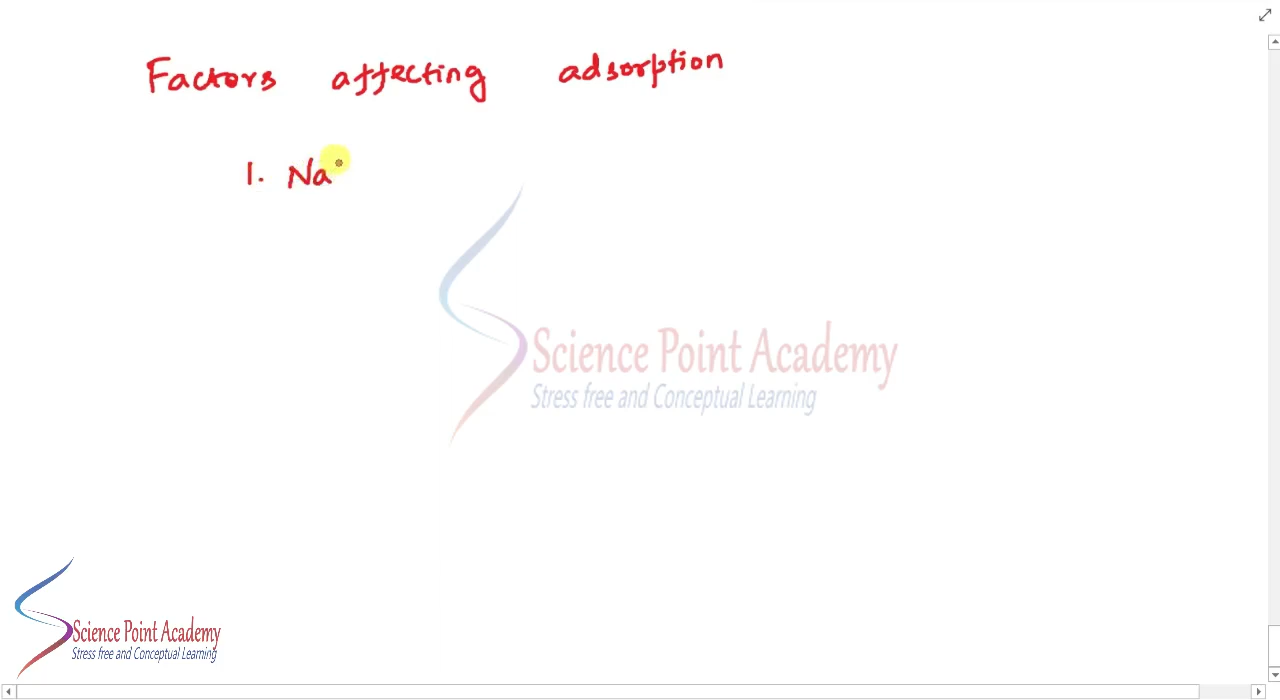 Factors affecting adsorption
1. Na
Science Point Academy
Stress free and Conceptual Learning
Science Point Academy
Stress free and Conceptual Learning